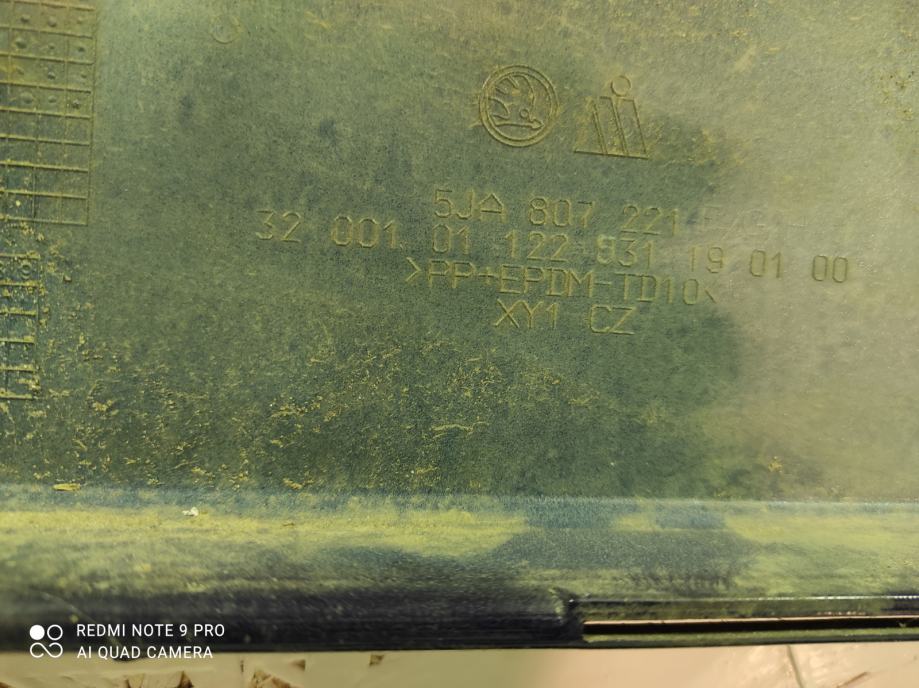 5JA 807 221
32 001 01 122 931 19 01 00
>PP+EPDM-TD10<
XY1 CZ
REDMI NOTE 9 PRO
AI QUAD CAMERA